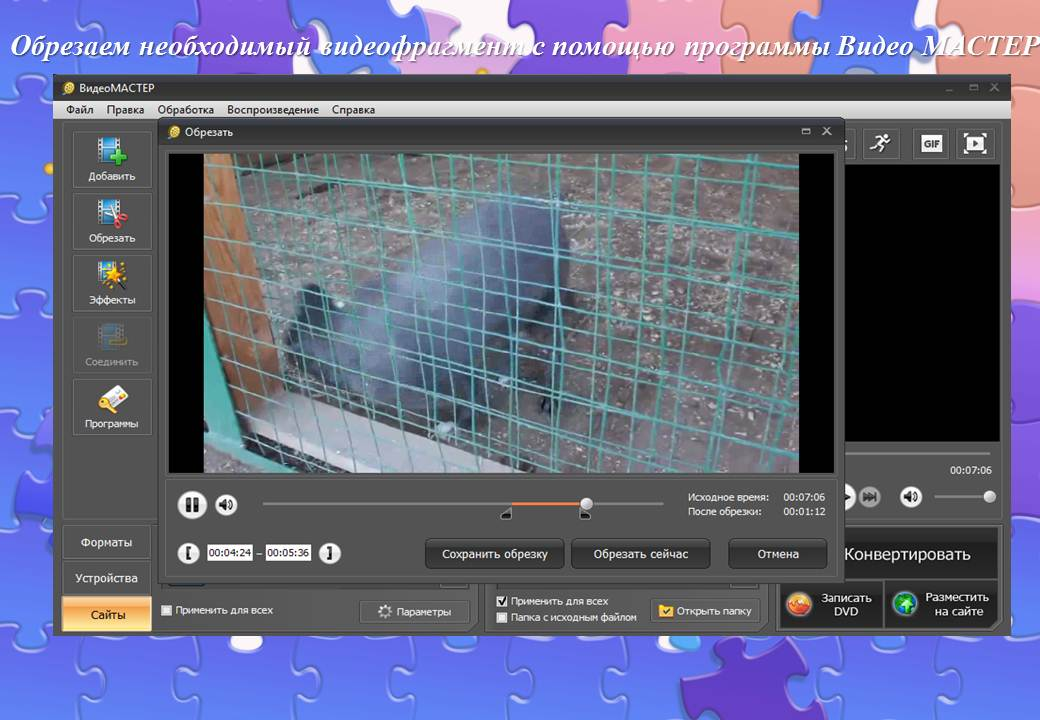 Обрезаем необходимый видеофрагмент с помощью программы Видео МАСТЕР
ВидеоМАСТЕР
Файл Правка Обработка Воспроизведение Справка
Обрезать
GIF
Добавить
Обрезать
Эффекты
Соединить
Программы
00:07:06
Исходное время: 00:07:06
После обрезки: 00:01:12
00:04:24 – 00:05:36
Сохранить обрезку
Обрезать сейчас
Отмена
Форматы
Устройства
Сайты
Применить для всех
Параметры
Применить для всех
Папка с исходным файлом
Открыть папку
Конвертировать
Записать
DVD
Разместить
на сайте